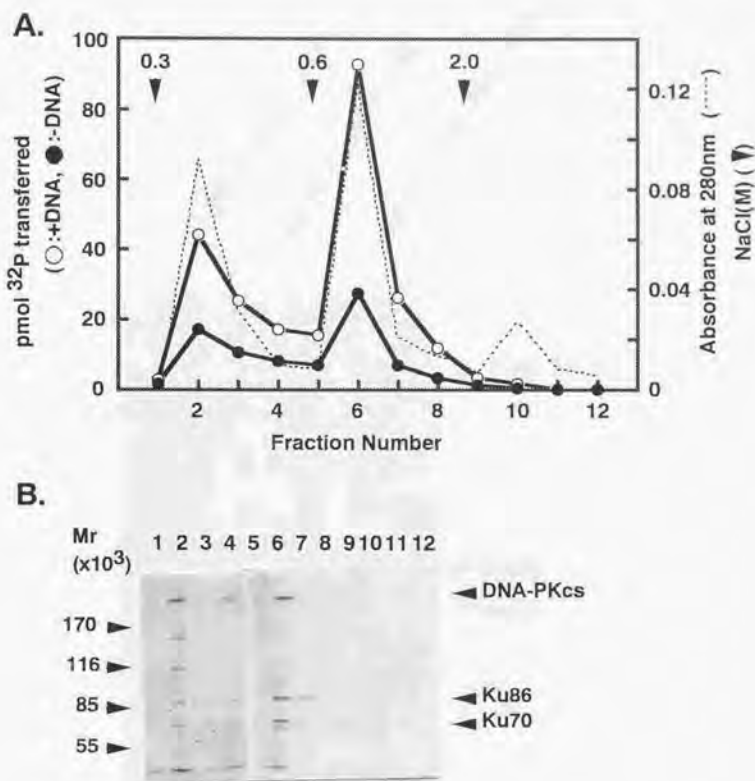 A.
100
80
60
40
20
0
pmol ³²P transferred
(○:+DNA, ●:-DNA)
0.3
0.6
2.0
0.12
0.08
0.04
0
Absorbance at 280nm (·····)
NaCl(M) (▼)
2
4
6
8
10
12
Fraction Number
B.
Mr
(x10³)
1 2 3 4 5 6 7 8 9 10 11 12
170
116
85
55
DNA-PKcs
Ku86
Ku70